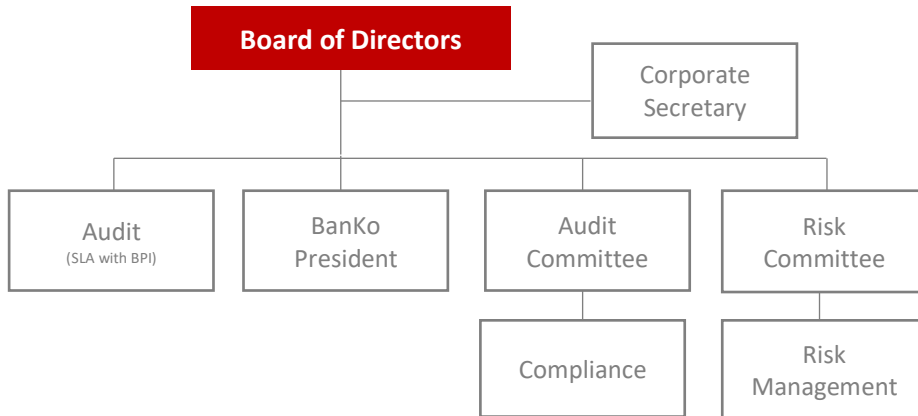 Board of Directors
Corporate
Secretary
Audit
(SLA with BPI)
BanKo
President
Audit
Committee
Risk
Committee
Compliance
Risk
Management